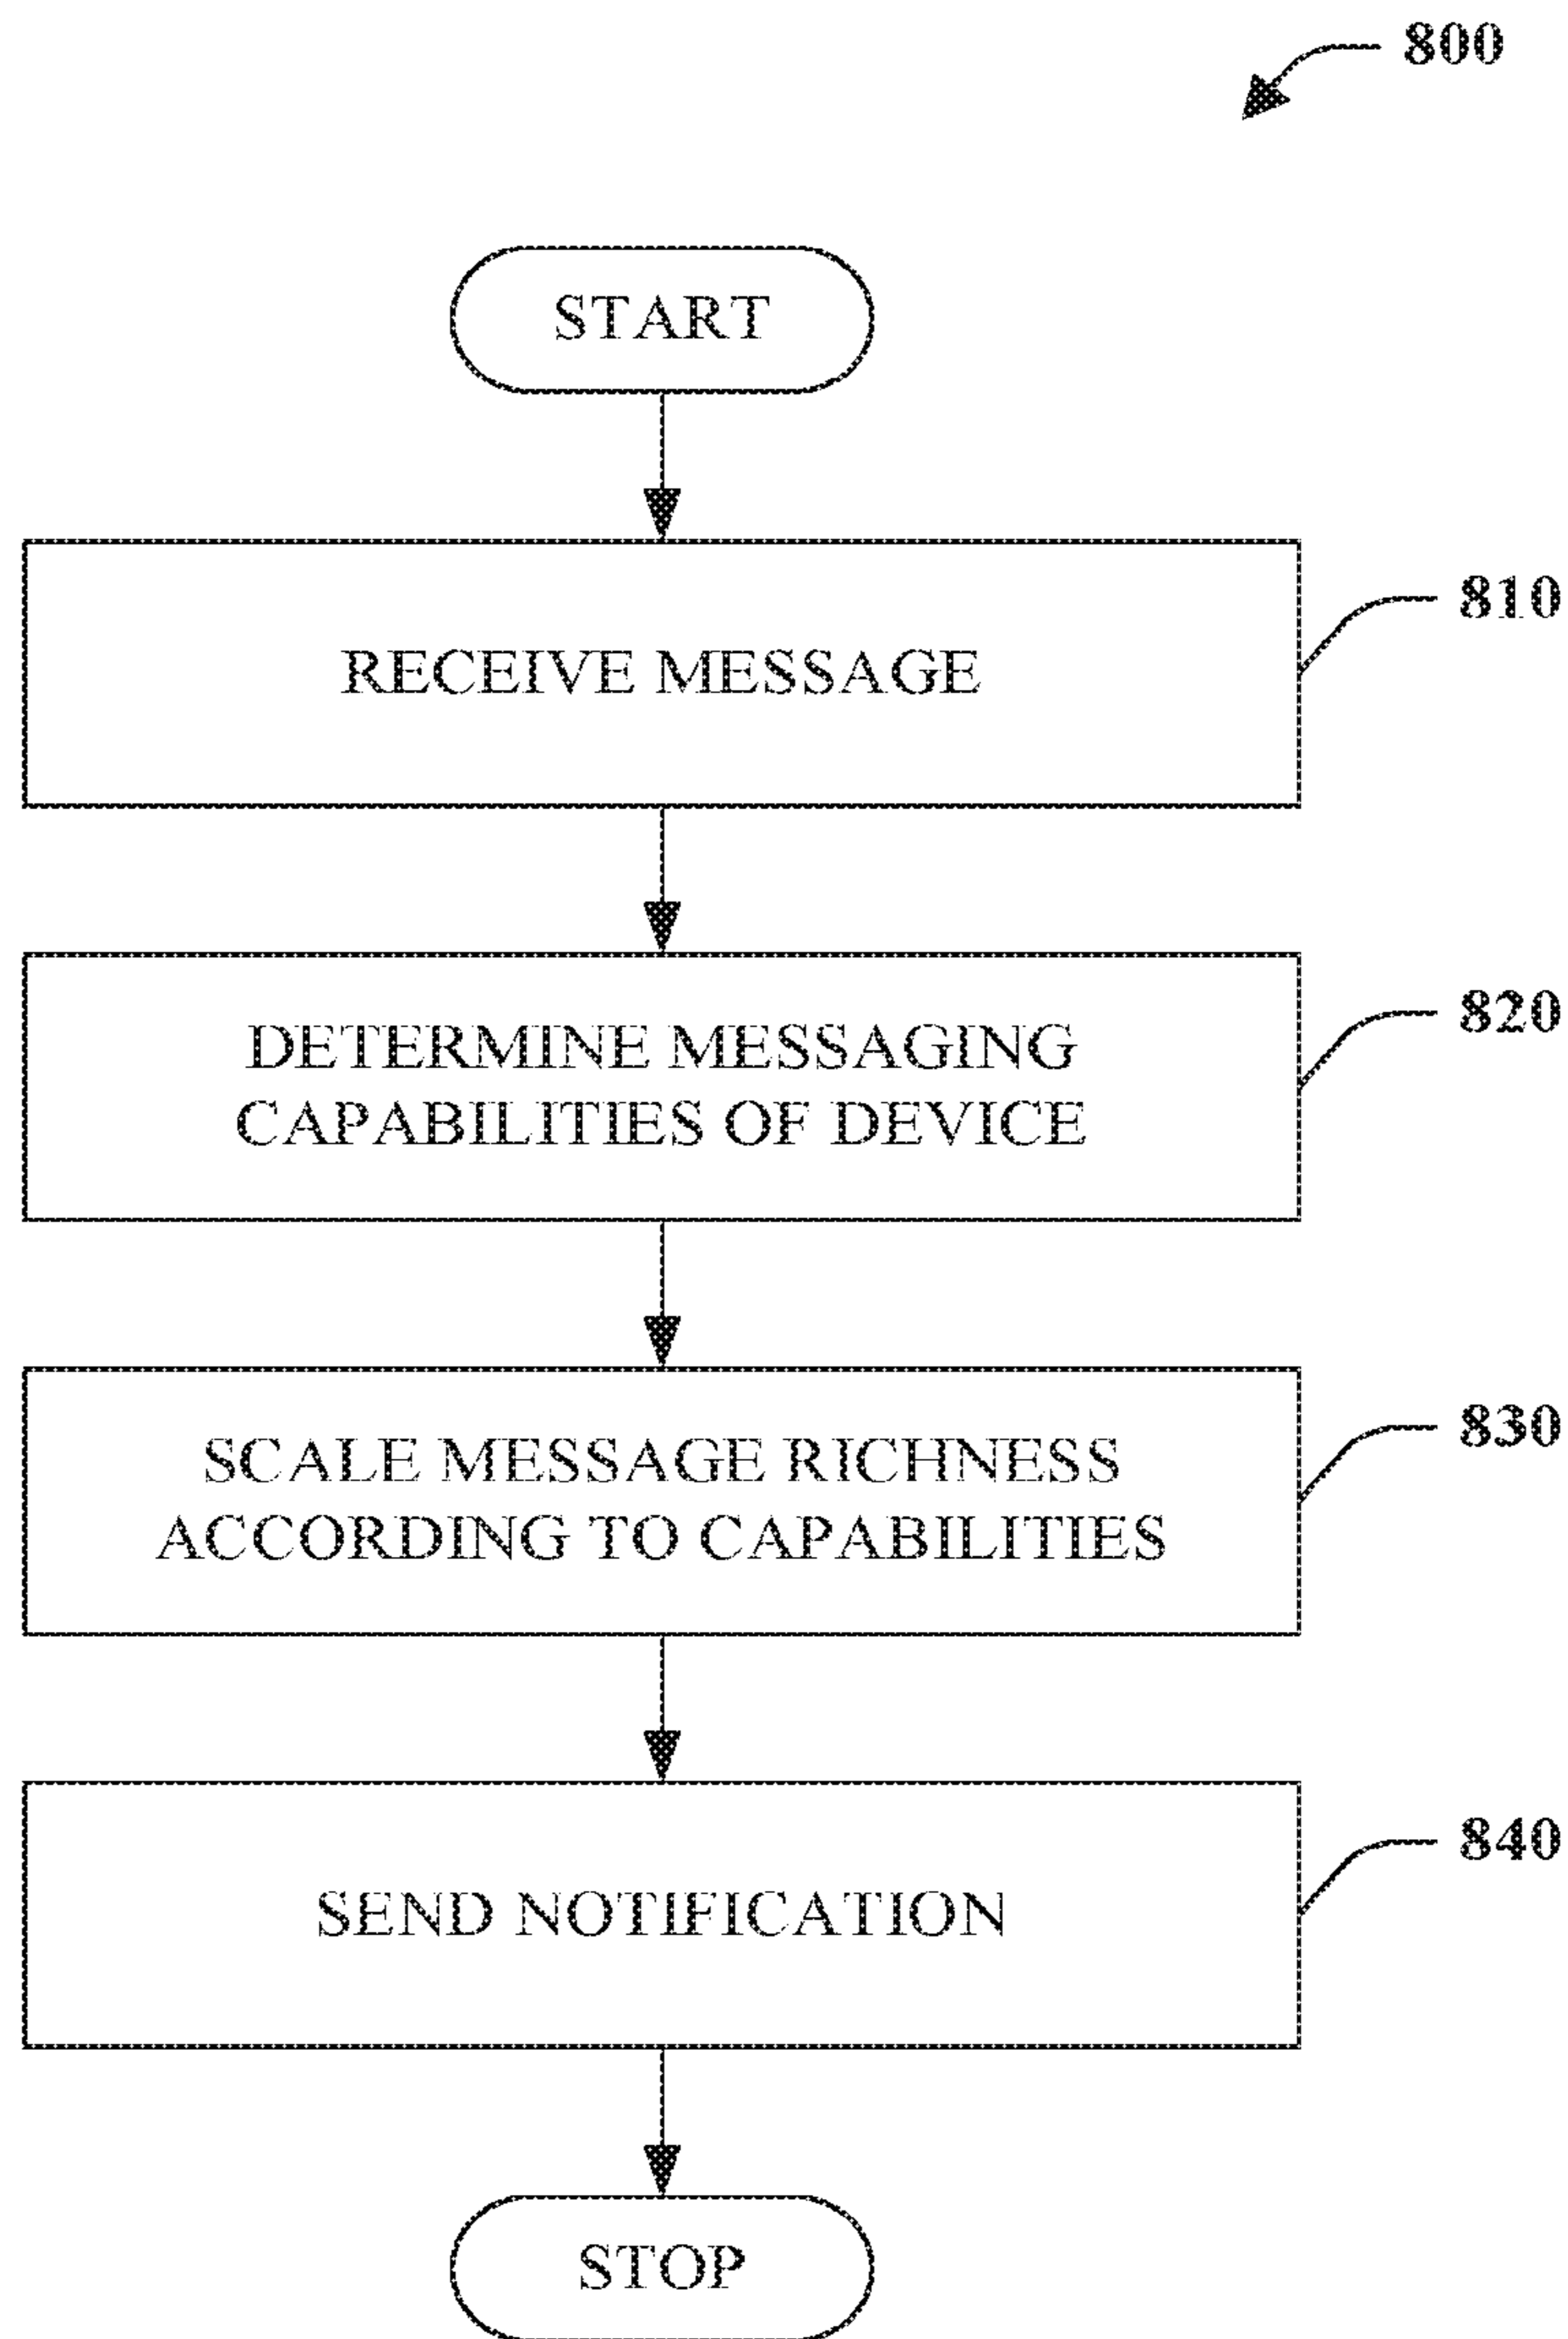 800
START
RECEIVE MESSAGE
810
DETERMINE MESSAGING
CAPABILITIES OF DEVICE
820
SCALE MESSAGE RICHNESS
ACCORDING TO CAPABILITIES
830
SEND NOTIFICATION
840
STOP